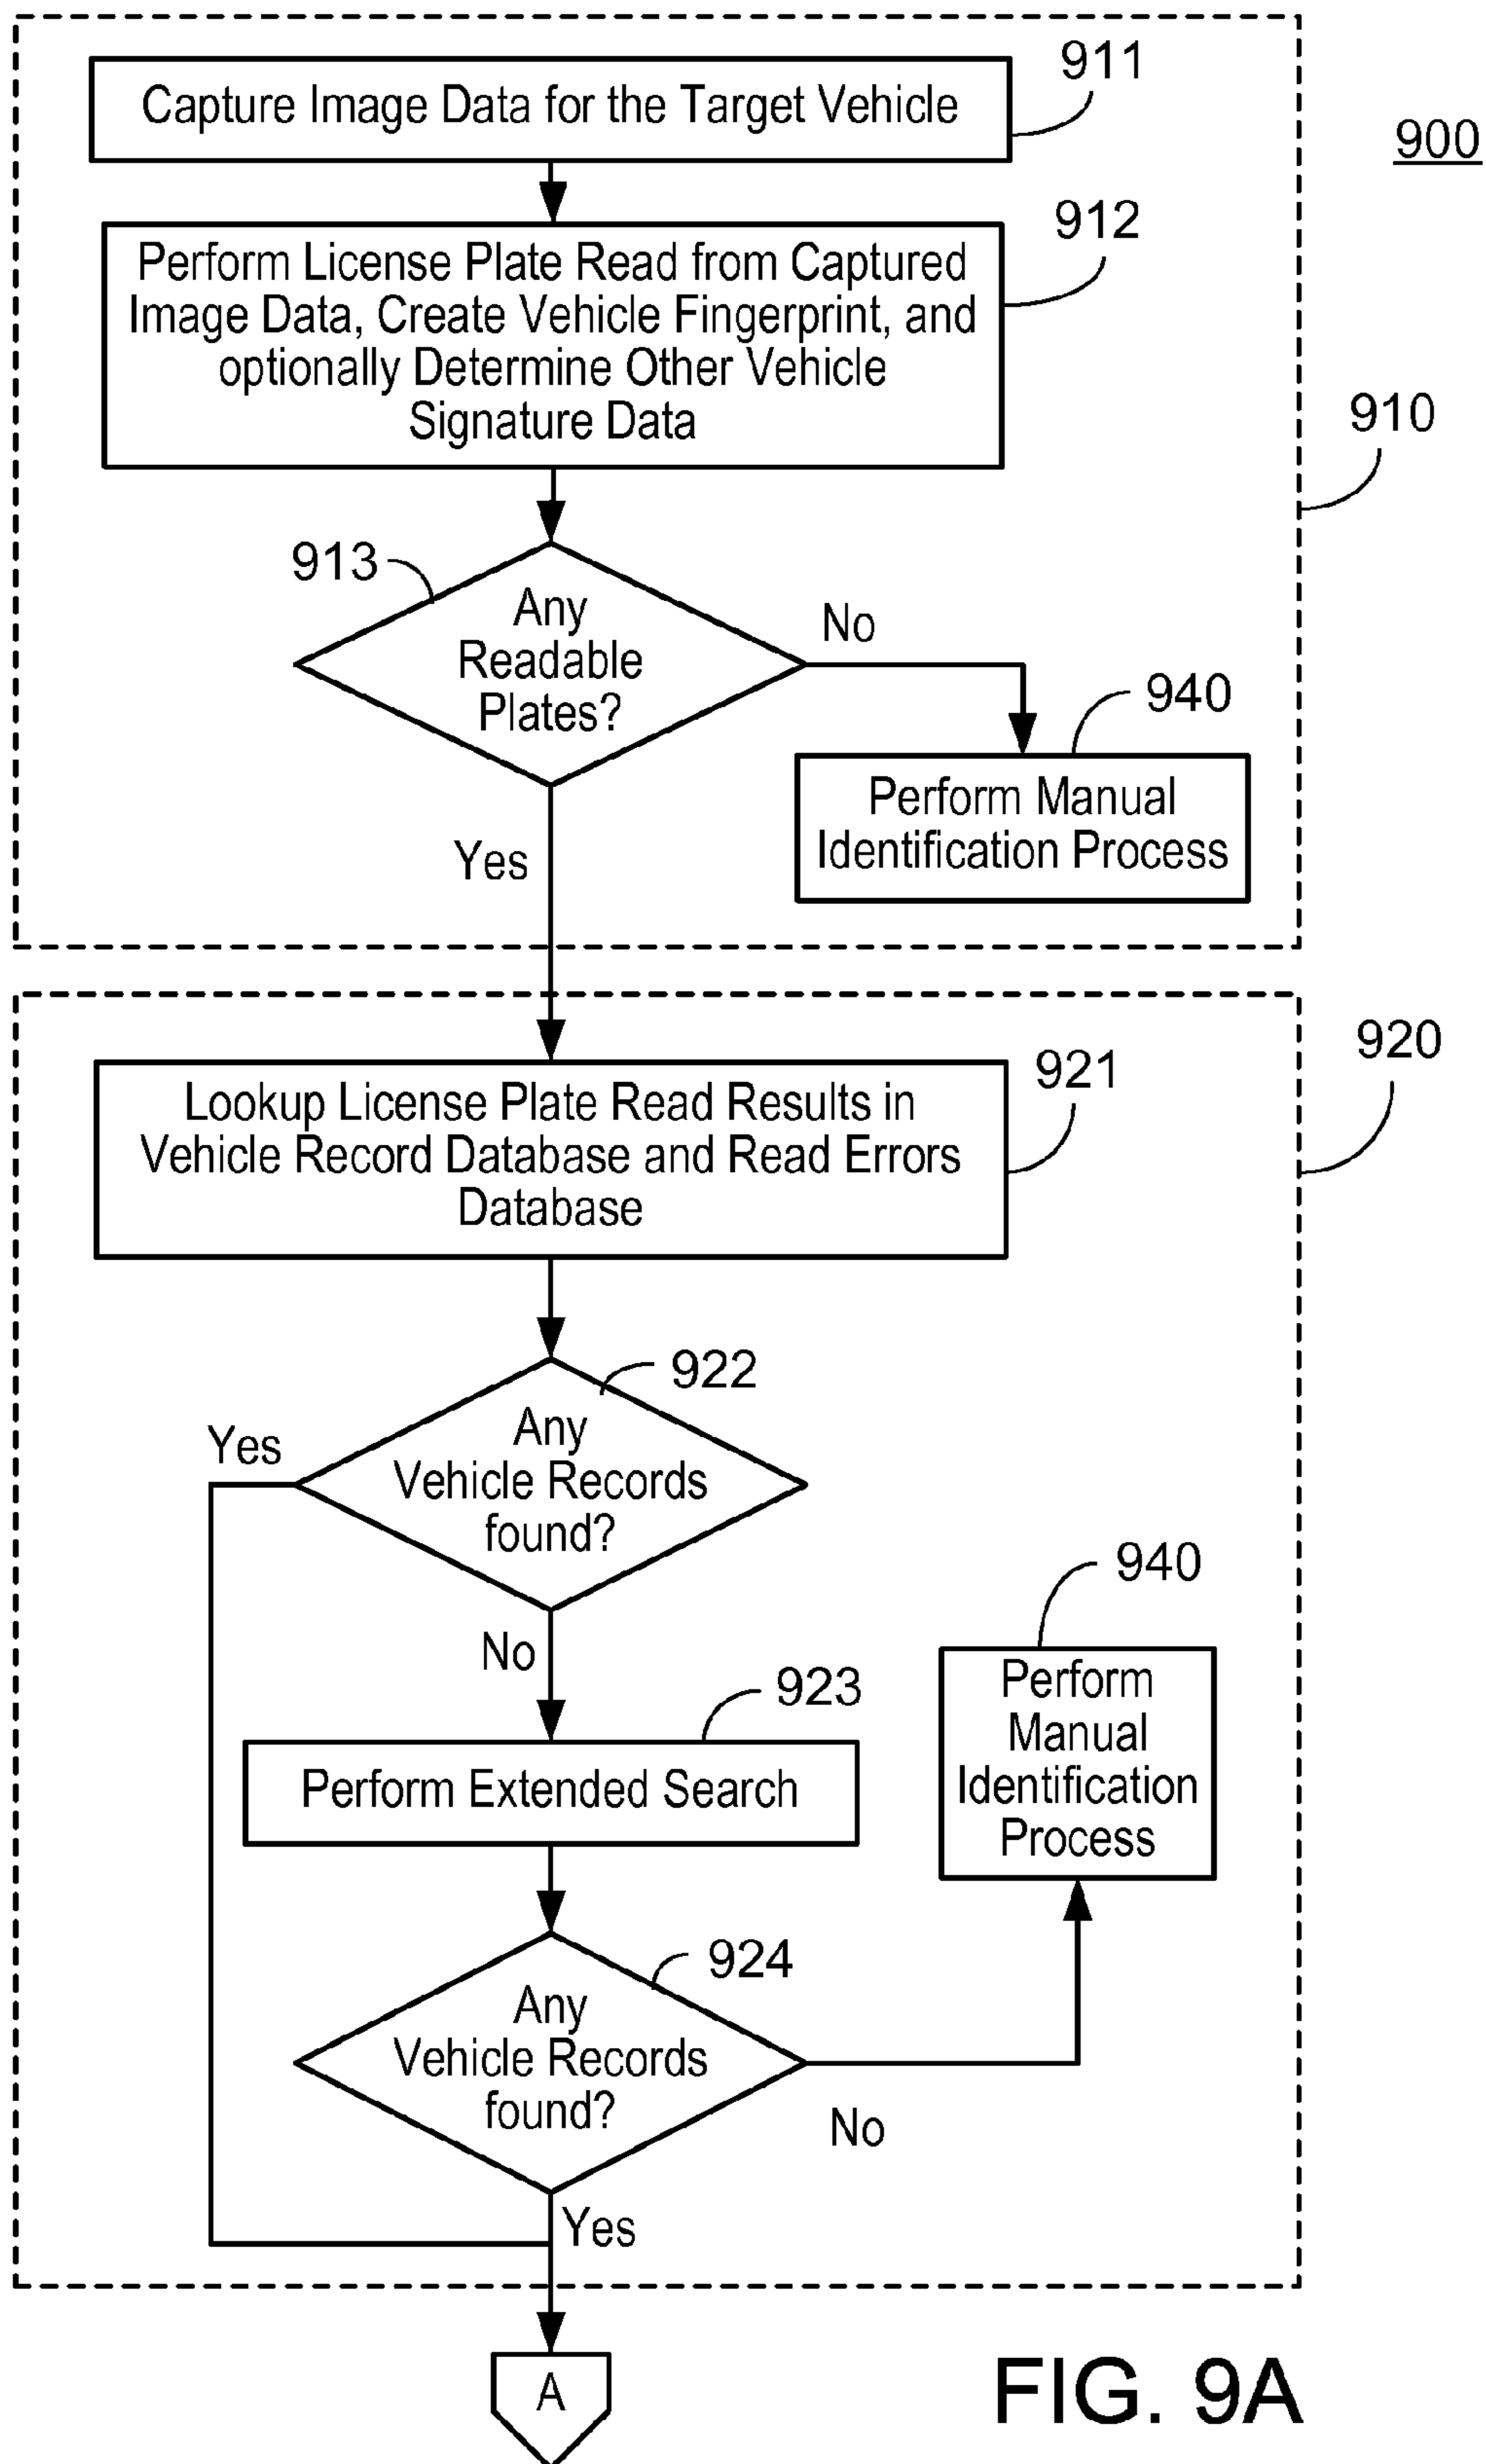 911
Capture Image Data for the Target Vehicle
900
912
Perform License Plate Read from Captured
Image Data, Create Vehicle Fingerprint, and
optionally Determine Other Vehicle
Signature Data
910
913
Any
Readable
Plates?
No
940
Perform Manual
Identification Process
Yes
920
921
Lookup License Plate Read Results in
Vehicle Record Database and Read Errors
Database
922
Any
Vehicle Records
found?
Yes
No
940
Perform
Manual
Identification
Process
923
Perform Extended Search
924
Any
Vehicle Records
found?
No
Yes
A
FIG. 9A